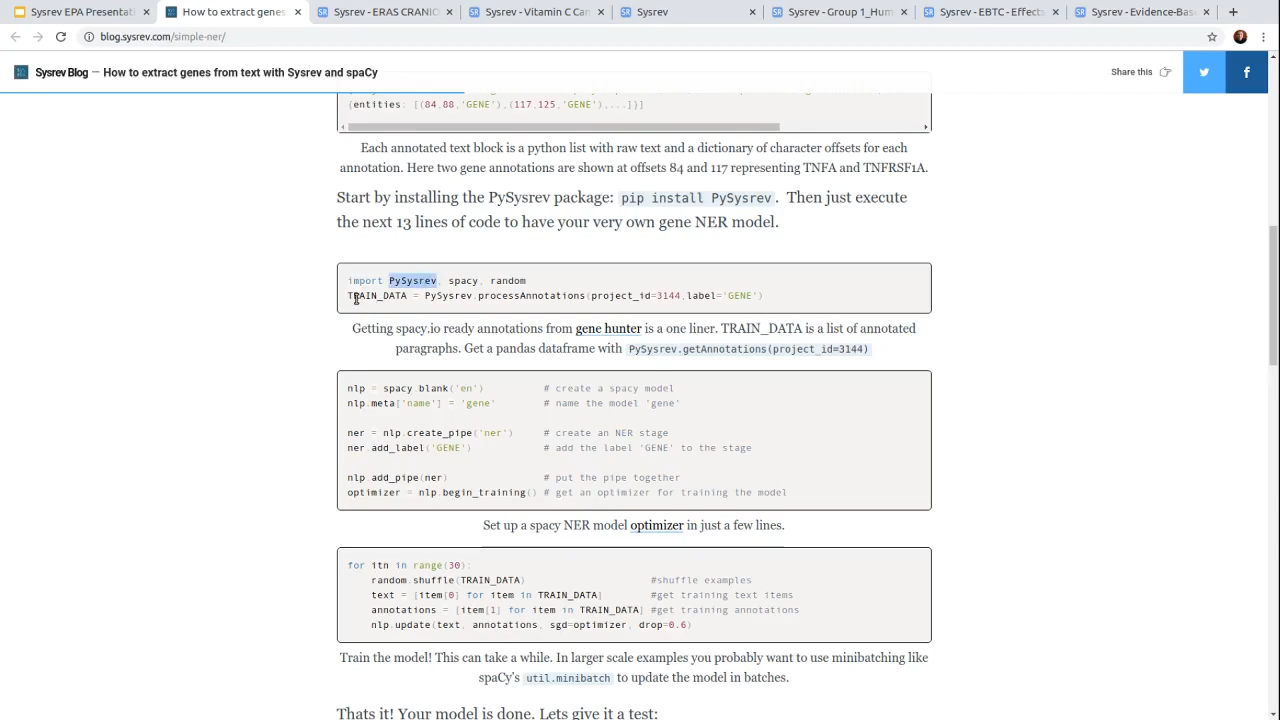 Sysrev EPA Presentati
How to extract genes
Sysrev - ERAS CRANIO
Sysrev - Vitamin C Can
Sysrev
Sysrev - Group 1_Hum
Sysrev - EBTC - Effects
Sysrev - Evidence-Bas
blog.sysrev.com/simple-ner/
Sysrev Blog — How to extract genes from text with Sysrev and spaCy
Share this
(entities: [(84,88,'GENE'),(117,125,'GENE'),...]}]
Each annotated text block is a python list with raw text and a dictionary of character offsets for each
annotation. Here two gene annotations are shown at offsets 84 and 117 representing TNFA and TNFRSF1A.
Start by installing the PySysrev package: pip install PySysrev. Then just execute
the next 13 lines of code to have your very own gene NER model.
import PySysrev, spacy, random
TRAIN_DATA = PySysrev.processAnnotations(project_id=3144,label='GENE')
Getting spacy.io ready annotations from gene hunter is a one liner. TRAIN_DATA is a list of annotated
paragraphs. Get a pandas dataframe with PySysrev.getAnnotations(project_id=3144)
nlp = spacy.blank('en') # create a spacy model
nlp.meta['name'] = 'gene' # name the model 'gene'
ner = nlp.create_pipe('ner') # create an NER stage
ner.add_label('GENE') # add the label 'GENE' to the stage
nlp.add_pipe(ner) # put the pipe together
optimizer = nlp.begin_training() # get an optimizer for training the model
Set up a spacy NER model optimizer in just a few lines.
for itn in range(30):
random.shuffle(TRAIN_DATA) #shuffle examples
text = [item[0] for item in TRAIN_DATA] #get training text items
annotations = [item[1] for item in TRAIN_DATA] #get training annotations
nlp.update(text, annotations, sgd=optimizer, drop=0.6)
Train the model! This can take a while. In larger scale examples you probably want to use minibatching like
spaCy's util.minibatch to update the model in batches.
Thats it! Your model is done. Lets give it a test: